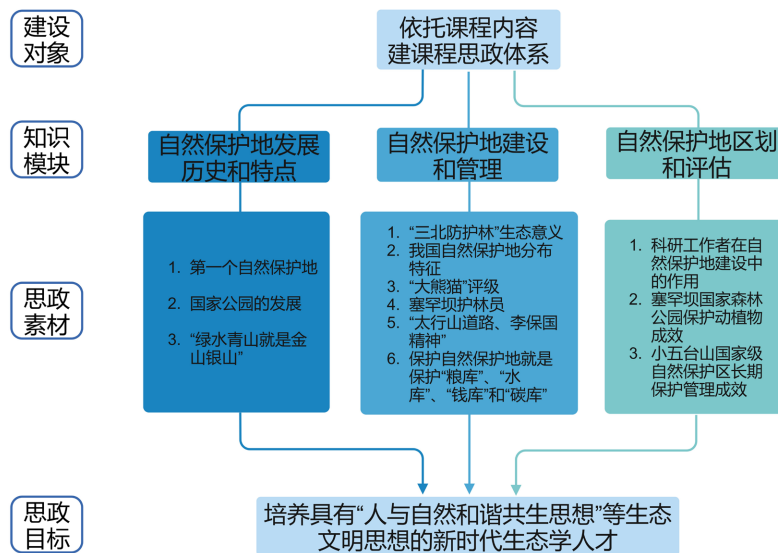 建设
对象
依托课程内容
建课程思政体系
知识
模块
自然保护地发展
历史和特点
自然保护地建设
和管理
自然保护地区划
和评估
思政
素材
1. 第一个自然保护地
2. 国家公园的发展
3. “绿水青山就是金
山银山”
1. “三北防护林”生态意义
2. 我国自然保护地分布
特征
3. “大熊猫”评级
4. 塞罕坝护林员
5. “太行山道路、李保国
精神”
6. 保护自然保护地就是
保护“粮库”、“水
库”、“钱库”和“碳库”
1. 科研工作者在自
然保护地建设中
的作用
2. 塞罕坝国家森林
公园保护动植物
成效
3. 小五台山国家级
自然保护区长期
保护管理成效
思政
目标
培养具有“人与自然和谐共生思想”等生态
文明思想的新时代生态学人才